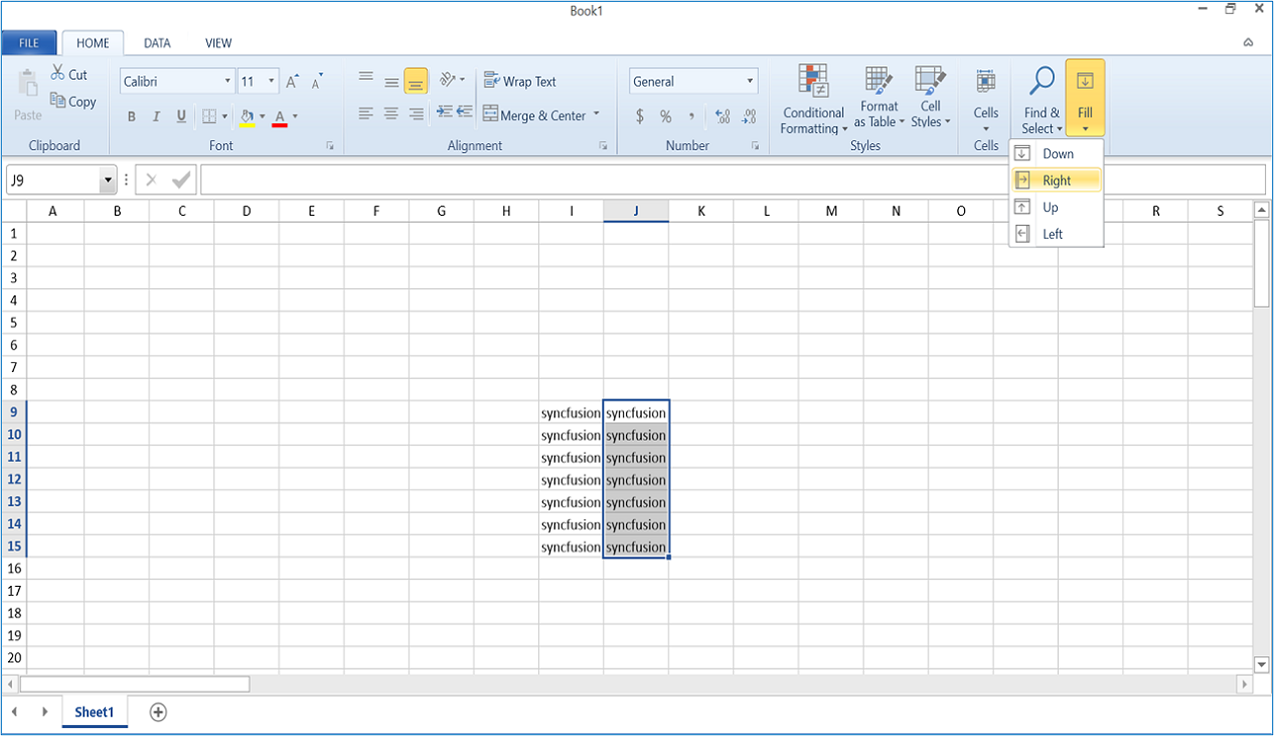 Book1
FILE HOME DATA VIEW
Cut
Copy
Paste
Clipboard
Calibri 11
A A
B I U A
Font
Wrap Text
Merge & Center
Alignment
General
$ % , .00 .00
Number
Conditional
Formatting
Format
as Table
Cell
Styles
Styles
Cells
Cells
Find &
Select
Fill
Down
Right
Up
Left
J9
A B C D E F G H I J K L M N O R S
1
2
3
4
5
6
7
8
9 syncfusion syncfusion
10 syncfusion syncfusion
11 syncfusion syncfusion
12 syncfusion syncfusion
13 syncfusion syncfusion
14 syncfusion syncfusion
15 syncfusion syncfusion
16
17
18
19
20
Sheet1